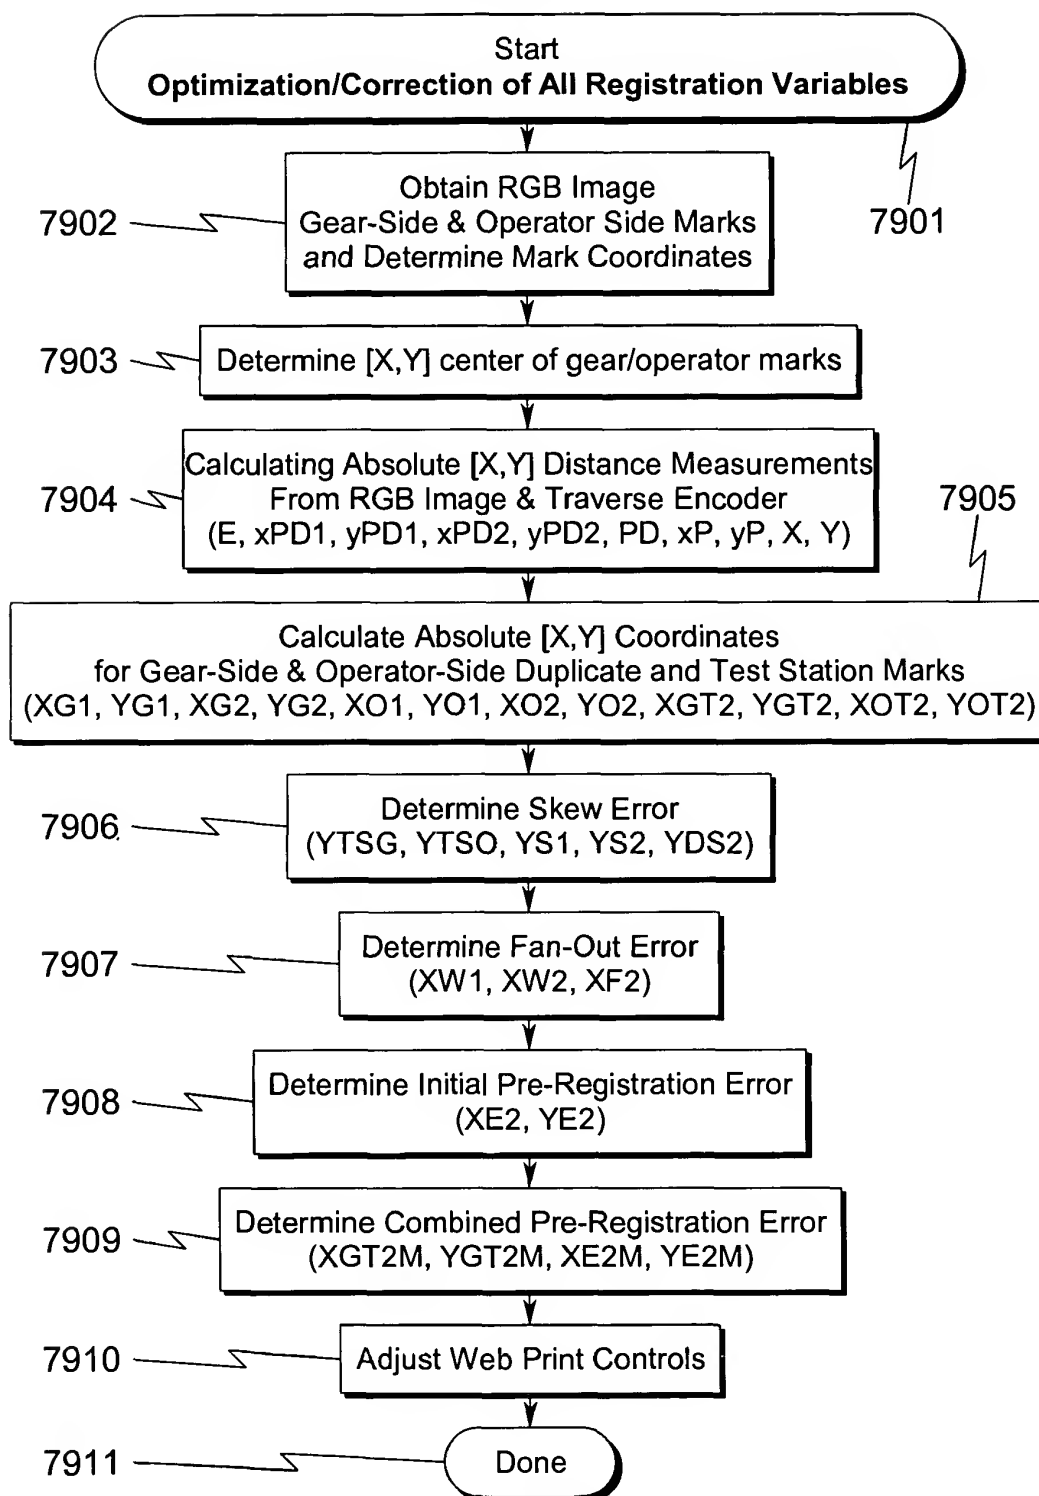 Start
Optimization/Correction of All Registration Variables
7901
Obtain RGB Image
Gear-Side & Operator Side Marks
and Determine Mark Coordinates
7902
Determine [X,Y] center of gear/operator marks
7903
Calculating Absolute [X,Y] Distance Measurements
From RGB Image & Traverse Encoder
(E, xPD1, yPD1, xPD2, yPD2, PD, xP, yP, X, Y)
7904
7905
Calculate Absolute [X,Y] Coordinates
for Gear-Side & Operator-Side Duplicate and Test Station Marks
(XG1, YG1, XG2, YG2, XO1, YO1, XO2, YO2, XGT2, YGT2, XOT2, YOT2)
7906
Determine Skew Error
(YTSG, YTSO, YS1, YS2, YDS2)
7907
Determine Fan-Out Error
(XW1, XW2, XF2)
7908
Determine Initial Pre-Registration Error
(XE2, YE2)
7909
Determine Combined Pre-Registration Error
(XGT2M, YGT2M, XE2M, YE2M)
7910
Adjust Web Print Controls
7911
Done